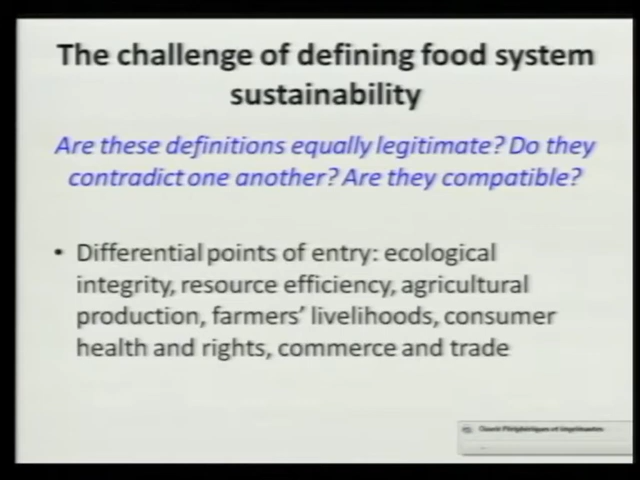 The challenge of defining food system
sustainability
Are these definitions equally legitimate? Do they
contradict one another? Are they compatible?
• Differential points of entry: ecological
integrity, resource efficiency, agricultural
production, farmers' livelihoods, consumer
health and rights, commerce and trade